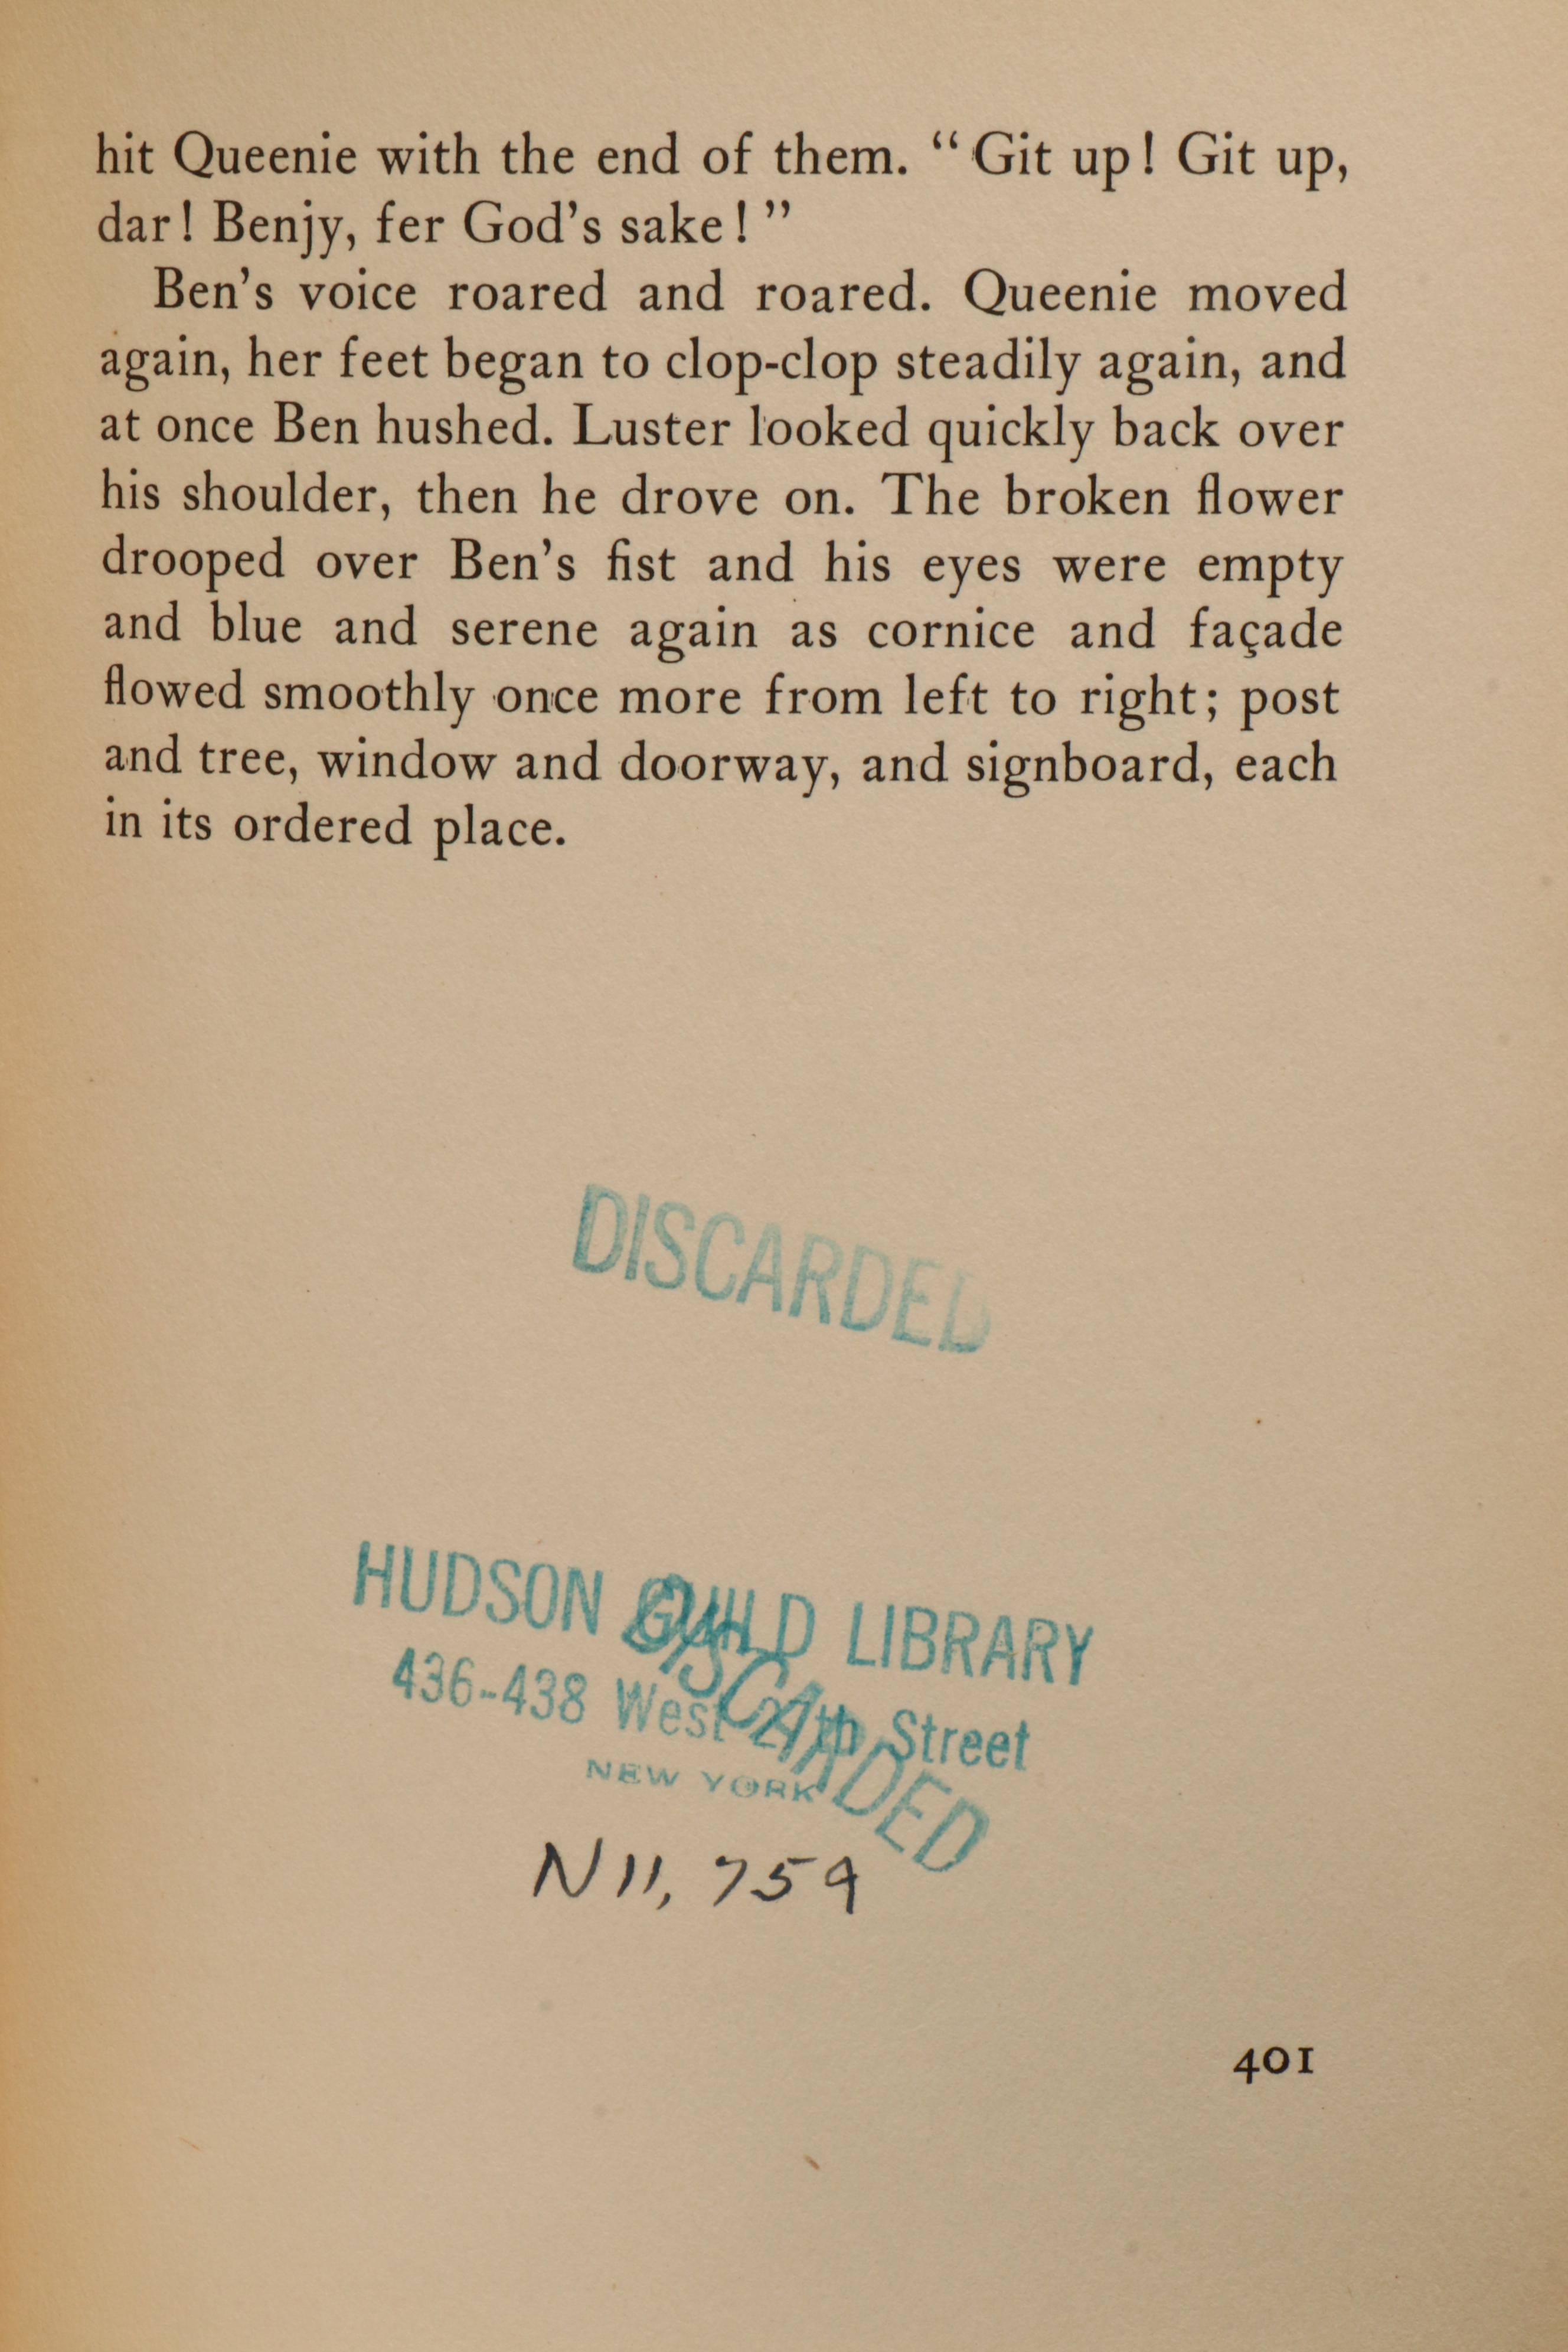 hit Queenie with the end of them. “Git up! Git up,
dar! Benjy, fer God’s sake!”
Ben’s voice roared and roared. Queenie moved
again, her feet began to clop-clop steadily again, and
at once Ben hushed. Luster looked quickly back over
his shoulder, then he drove on. The broken flower
drooped over Ben’s fist and his eyes were empty
and blue and serene again as cornice and façade
flowed smoothly once more from left to right; post
and tree, window and doorway, and signboard, each
in its ordered place.
DISCARDED
HUDSON GUILD LIBRARY
436-438 West 27th Street
NEW YORK
DISCARDED
N 11, 759
401